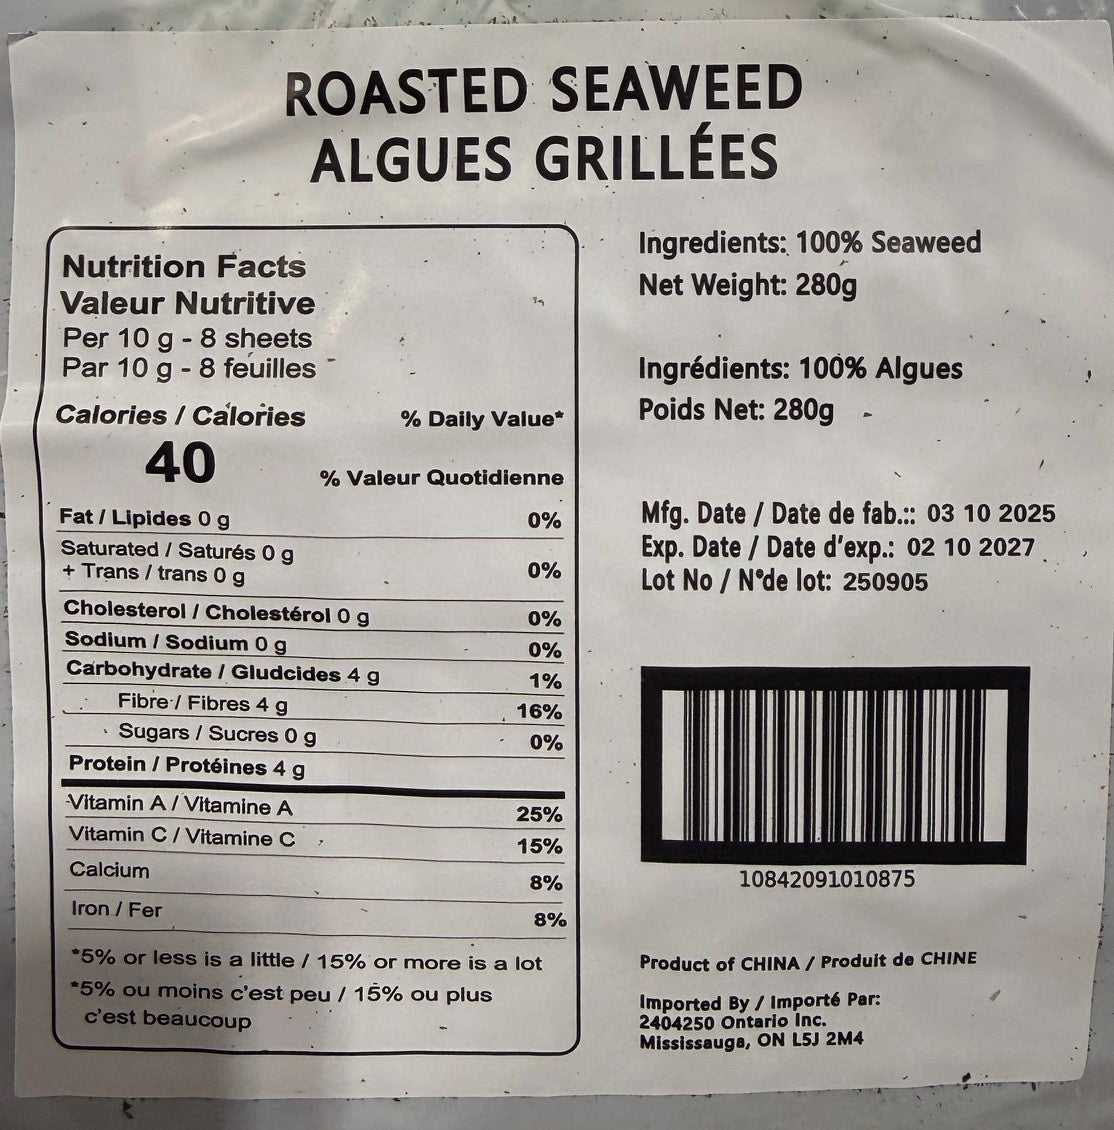 ROASTED SEAWEED
ALGUES GRILLÉES
Nutrition Facts
Valeur Nutritive
Per 10 g - 8 sheets
Par 10 g - 8 feuilles
Calories / Calories
% Daily Value*
40
% Valeur Quotidienne
Fat / Lipides 0 g 0%
Saturated / Saturés 0 g
+ Trans / trans 0 g 0%
Cholesterol / Cholestérol 0 g 0%
Sodium / Sodium 0 g 0%
Carbohydrate / Gludcides 4 g 1%
Fibre / Fibres 4 g 16%
Sugars / Sucres 0 g 0%
Protein / Protéines 4 g
Vitamin A / Vitamine A 25%
Vitamin C / Vitamine C 15%
Calcium 8%
Iron / Fer 8%
*5% or less is a little / 15% or more is a lot
*5% ou moins c'est peu / 15% ou plus
c'est beaucoup
Ingredients: 100% Seaweed
Net Weight: 280g
Ingrédients: 100% Algues
Poids Net: 280g
Mfg. Date / Date de fab.:: 03 10 2025
Exp. Date / Date d'exp.: 02 10 2027
Lot No / N°de lot: 250905
10842091010875
Product of CHINA / Produit de CHINE
Imported By / Importé Par:
2404250 Ontario Inc.
Mississauga, ON L5J 2M4